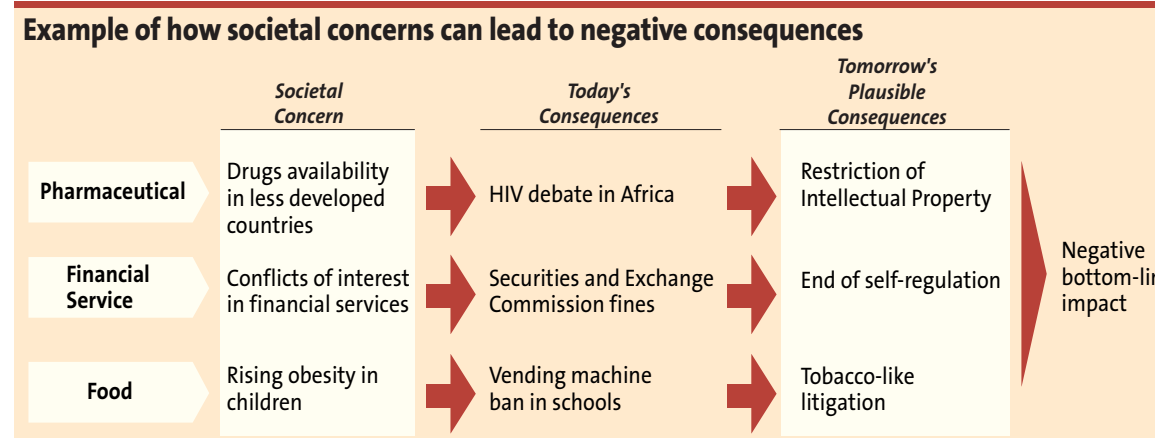 Example of how societal concerns can lead to negative consequences
Societal
Concern
Today's
Consequences
Tomorrow's
Plausible
Consequences
Pharmaceutical
Drugs availability
in less developed
countries
HIV debate in Africa
Restriction of
Intellectual Property
Financial
Service
Conflicts of interest
in financial services
Securities and Exchange
Commission fines
End of self-regulation
Food
Rising obesity in
children
Vending machine
ban in schools
Tobacco-like
litigation
Negative
impact